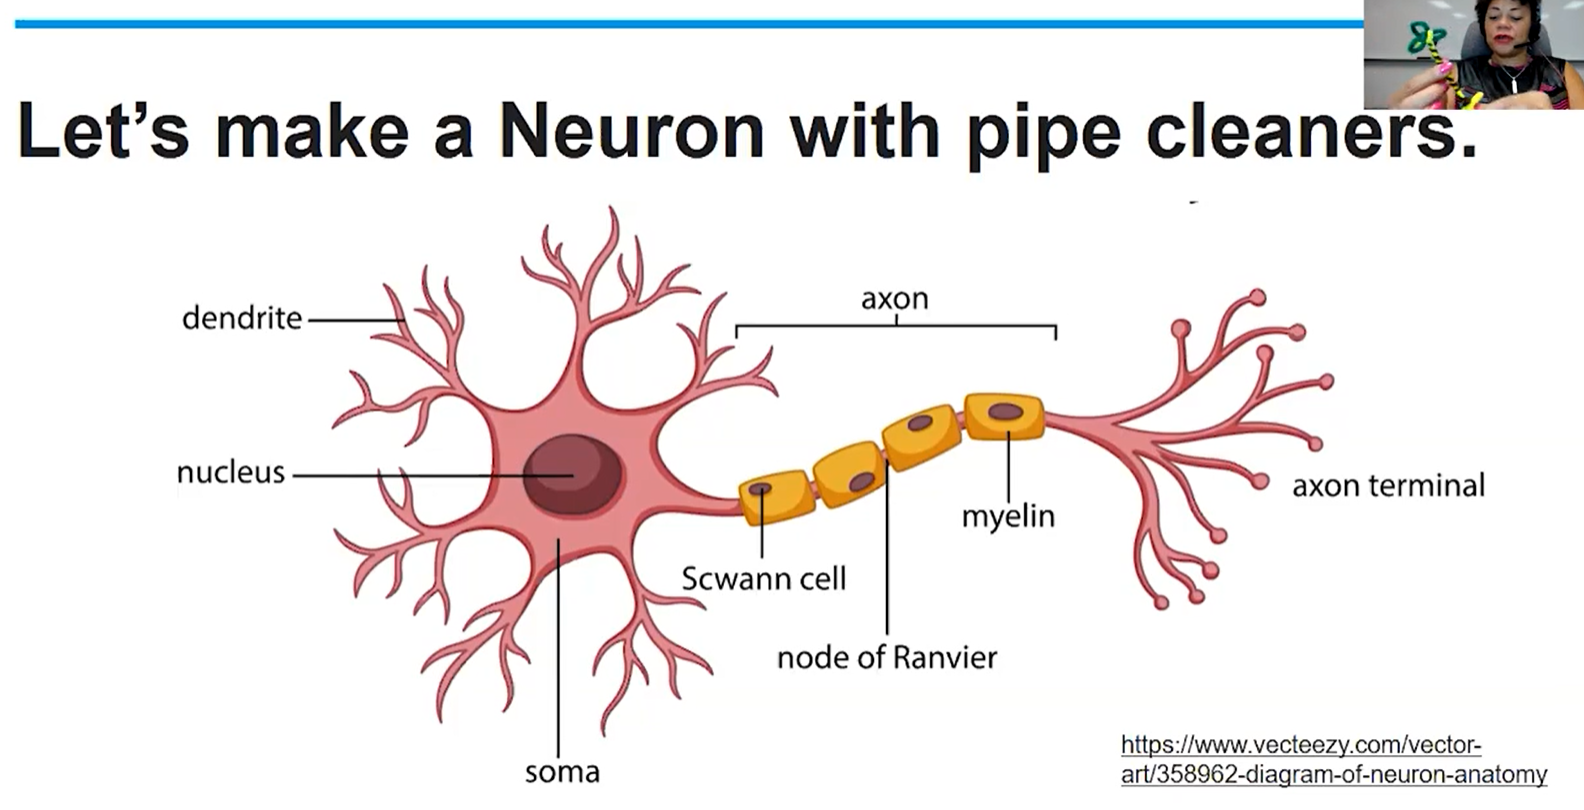 Let's make a Neuron with pipe cleaners.
axon
dendrite
nucleus
axon terminal
myelin
Scwann cell
node of Ranvier
soma
https://www.vecteezy.com/vector-
art/358962-diagram-of-neuron-anatomy